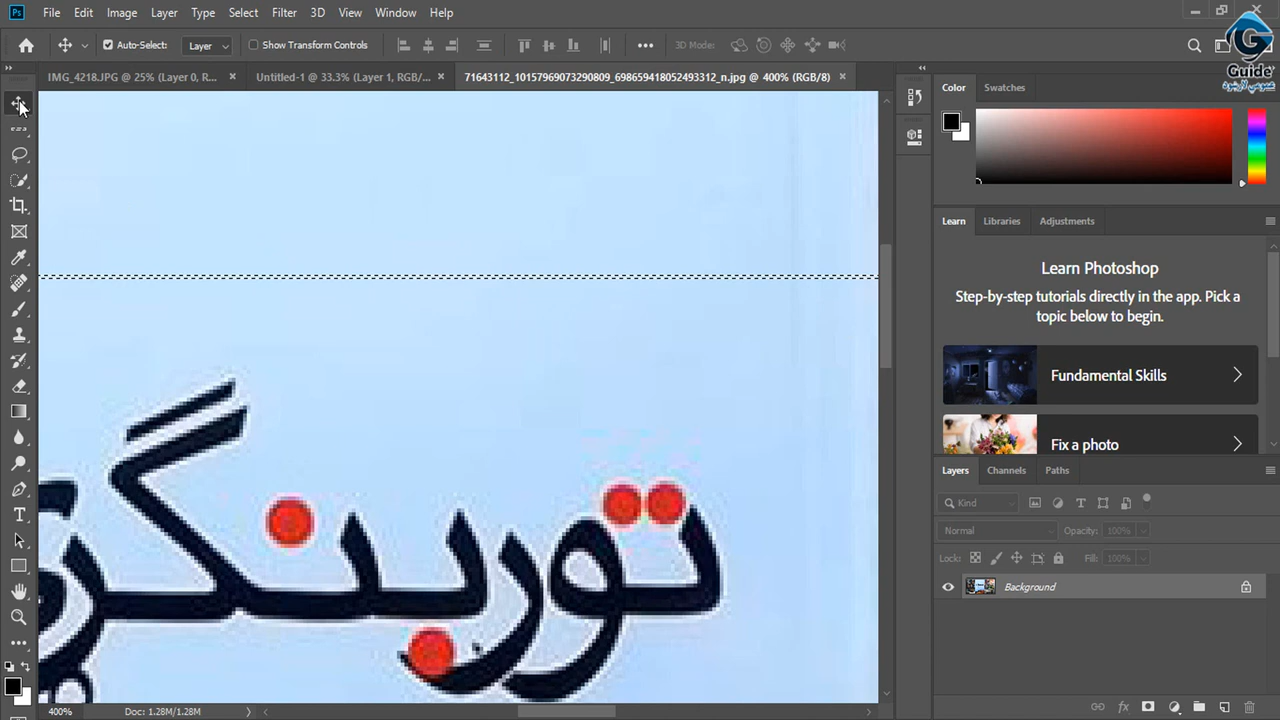 File Edit Image Layer Type Select Filter 3D View Window Help
Auto-Select: Layer Show Transform Controls 3D Mode:
IMG_4218.JPG @ 25% (Layer 0, R... Untitled-1 @ 33.3% (Layer 1, RGB/... 71643112_10157969073290809_698659418052493312_n.jpg @ 400% (RGB/8)
Guide
Color Swatches
Learn Libraries Adjustments
Learn Photoshop
Step-by-step tutorials directly in the app. Pick a
topic below to begin.
Fundamental Skills
Fix a photo
Layers Channels Paths
Kind
Normal Opacity: 100%
Lock: Fill: 100%
Background
400% Doc: 1.28M/1.28M